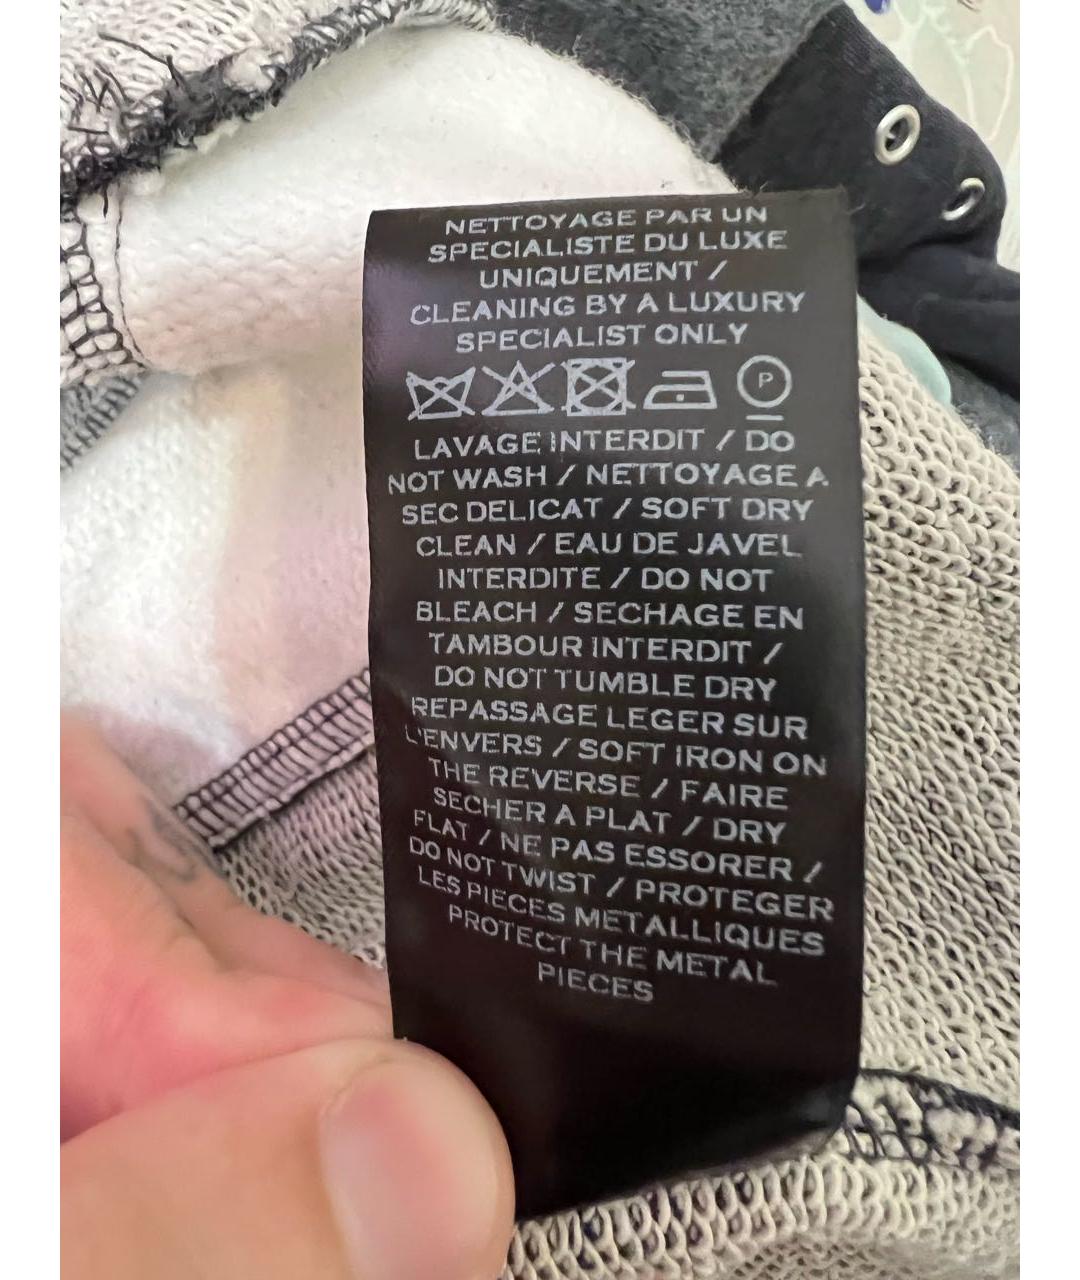 NETTOYAGE PAR UN
SPECIALISTE DU LUXE
UNIQUEMENT /
CLEANING BY A LUXURY
SPECIALIST ONLY
P
LAVAGE INTERDIT / DO
NOT WASH / NETTOYAGE A
SEC DELICAT / SOFT DRY
CLEAN / EAU DE JAVEL
INTERDITE / DO NOT
BLEACH / SECHAGE EN
TAMBOUR INTERDIT /
DO NOT TUMBLE DRY
REPASSAGE LEGER SUR
L'ENVERS / SOFT IRON ON
THE REVERSE / FAIRE
SECHER A PLAT / DRY
FLAT / NE PAS ESSORER /
DO NOT TWIST / PROTEGER
LES PIECES METALLIQUES
PROTECT THE METAL
PIECES